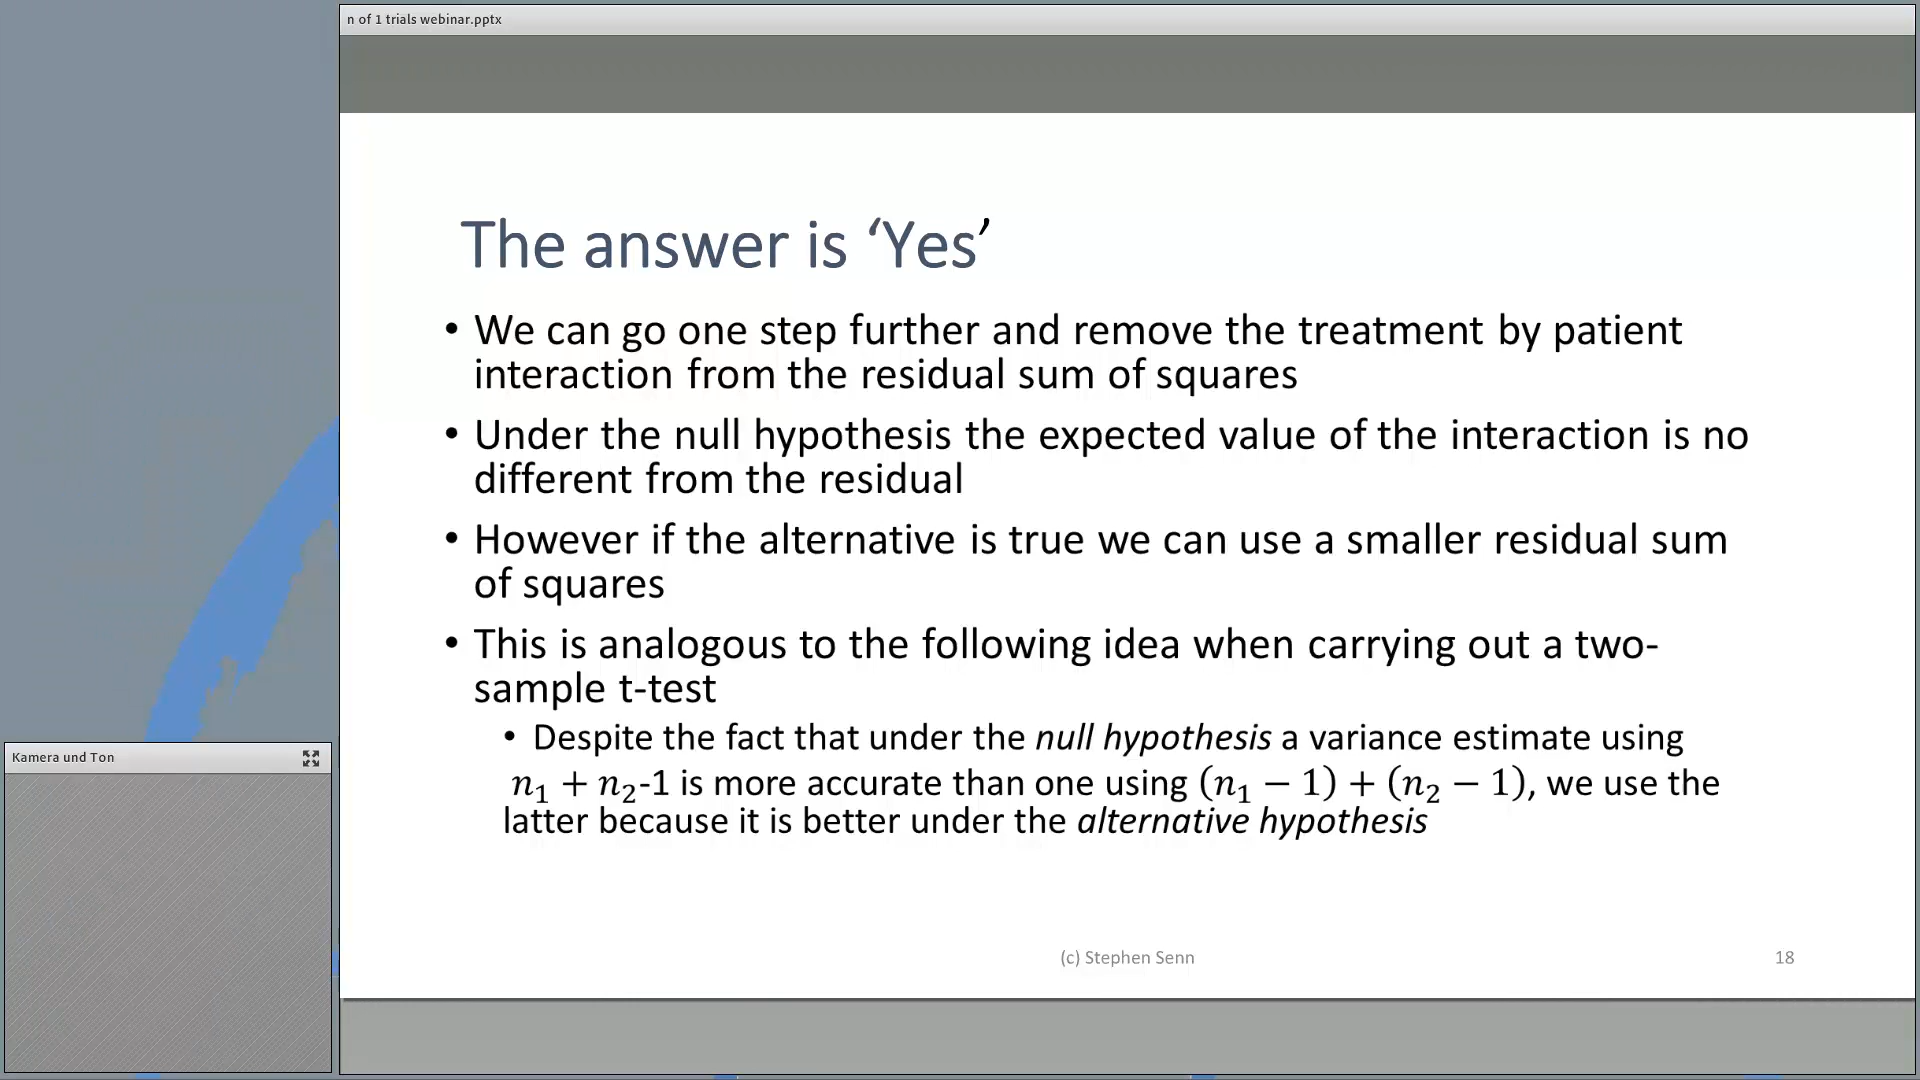 n of 1 trials webinar.pptx
The answer is ‘Yes’
• We can go one step further and remove the treatment by patient
interaction from the residual sum of squares
• Under the null hypothesis the expected value of the interaction is no
different from the residual
• However if the alternative is true we can use a smaller residual sum
of squares
• This is analogous to the following idea when carrying out a two-
sample t-test
• Despite the fact that under the null hypothesis a variance estimate using
n₁ + n₂-1 is more accurate than one using (n₁ − 1) + (n₂ − 1), we use the
latter because it is better under the alternative hypothesis
(c) Stephen Senn
18
Kamera und Ton